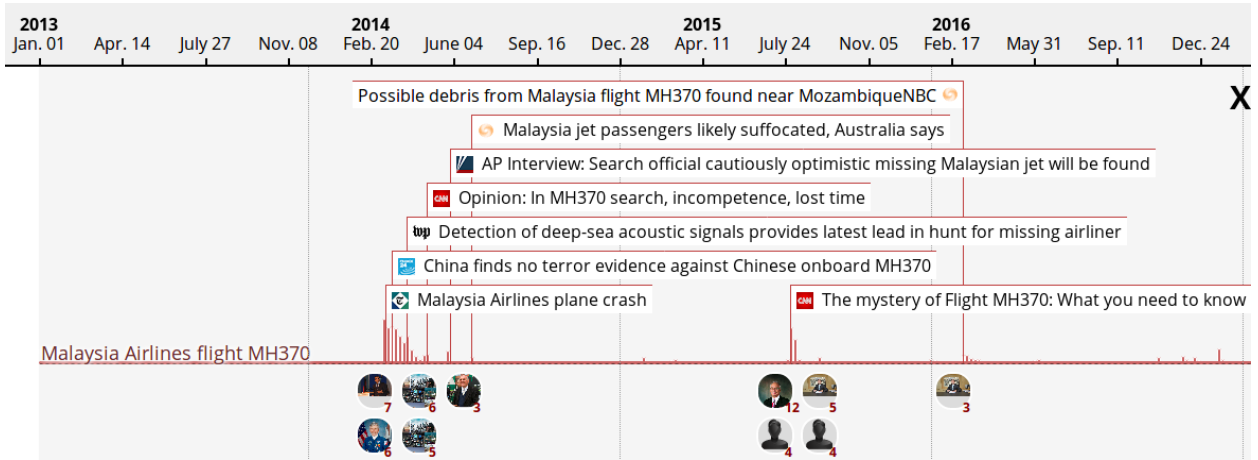 2013 2014 2015 2016
Jan. 01 Apr. 14 July 27 Nov. 08 Feb. 20 June 04 Sep. 16 Dec. 28 Apr. 11 July 24 Nov. 05 Feb. 17 May 31 Sep. 11 Dec. 24
Possible debris from Malaysia flight MH370 found near MozambiqueNBC
X
Malaysia jet passengers likely suffocated, Australia says
AP Interview: Search official cautiously optimistic missing Malaysian jet will be found
CNN Opinion: In MH370 search, incompetence, lost time
wp Detection of deep-sea acoustic signals provides latest lead in hunt for missing airliner
China finds no terror evidence against Chinese onboard MH370
Malaysia Airlines plane crash
CNN The mystery of Flight MH370: What you need to know
Malaysia Airlines flight MH370
7 6 3 12 5 3
6 5 4 4